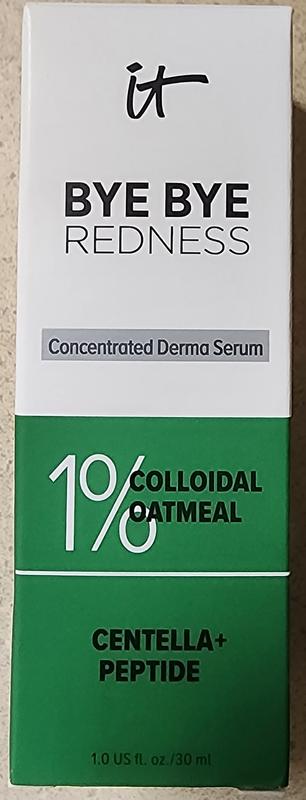 it
BYE BYE
REDNESS
Concentrated Derma Serum
1% COLLOIDAL
OATMEAL
CENTELLA+
PEPTIDE
1.0 US fl. oz./30 ml